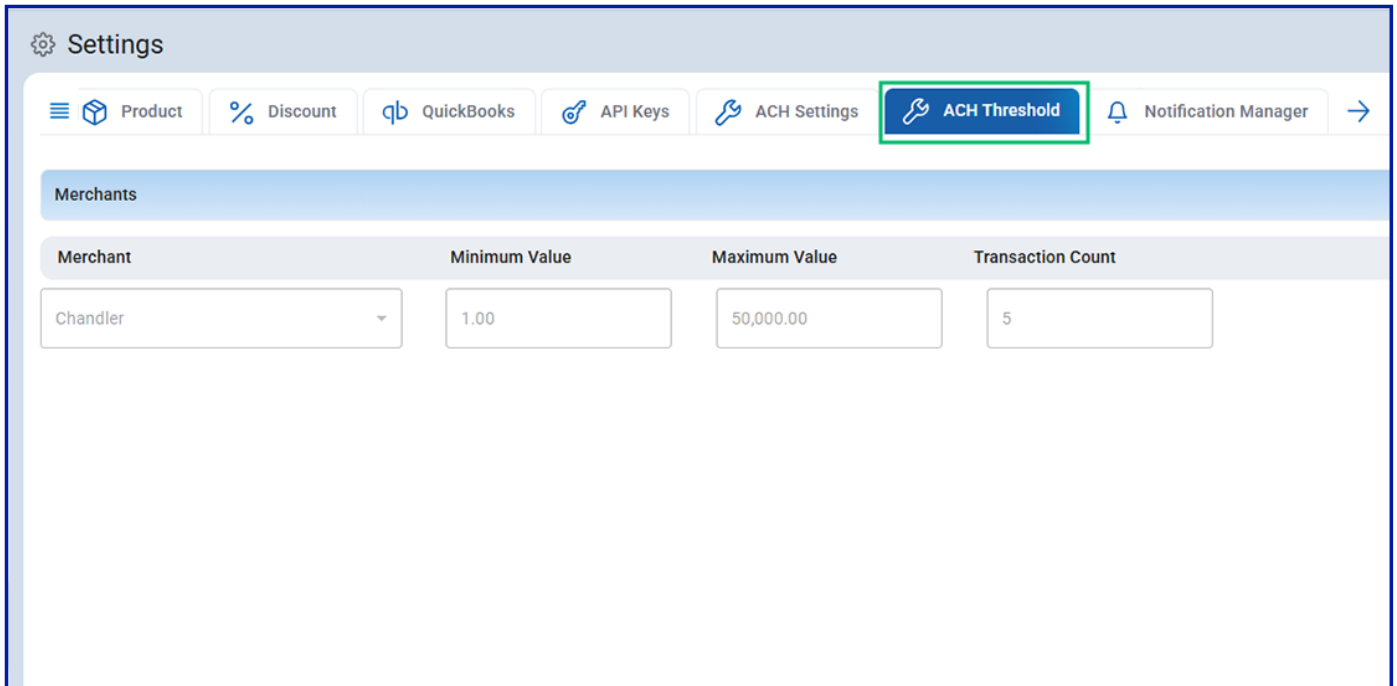 Settings
Product Discount qb QuickBooks API Keys ACH Settings ACH Threshold Notification Manager
Merchants
Merchant Minimum Value Maximum Value Transaction Count
Chandler 1.00 50,000.00 5